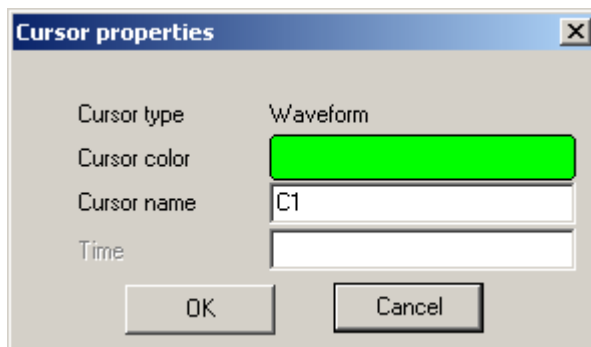 Cursor properties
Cursor type Waveform
Cursor color
Cursor name C1
Time
OK Cancel